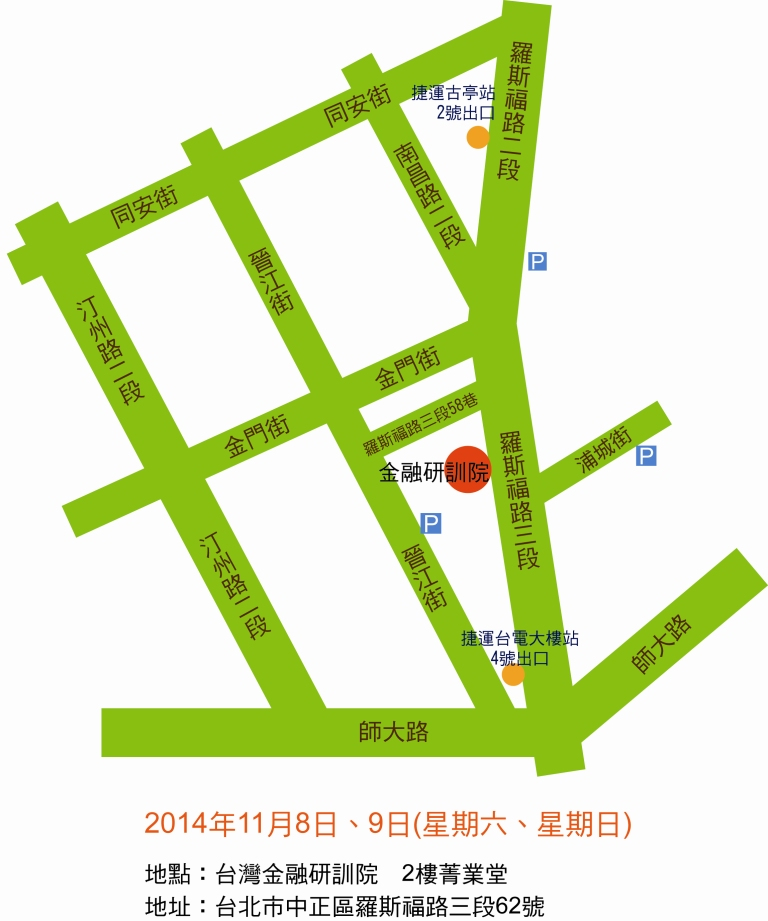 羅斯福路二段
捷運古亭站
2號出口
同安街
南昌路二段
同安街
晉江街
P
汀州路二段
金門街
羅斯福路三段58巷
金門街
羅斯福路三段
浦城街
P
金融研訓院
P
汀州路二段
晉江街
捷運台電大樓站
4號出口
師大路
師大路
2014年11月8日、9日(星期六、星期日)
地點：台灣金融研訓院　2樓菁業堂
地址：台北市中正區羅斯福路三段62號